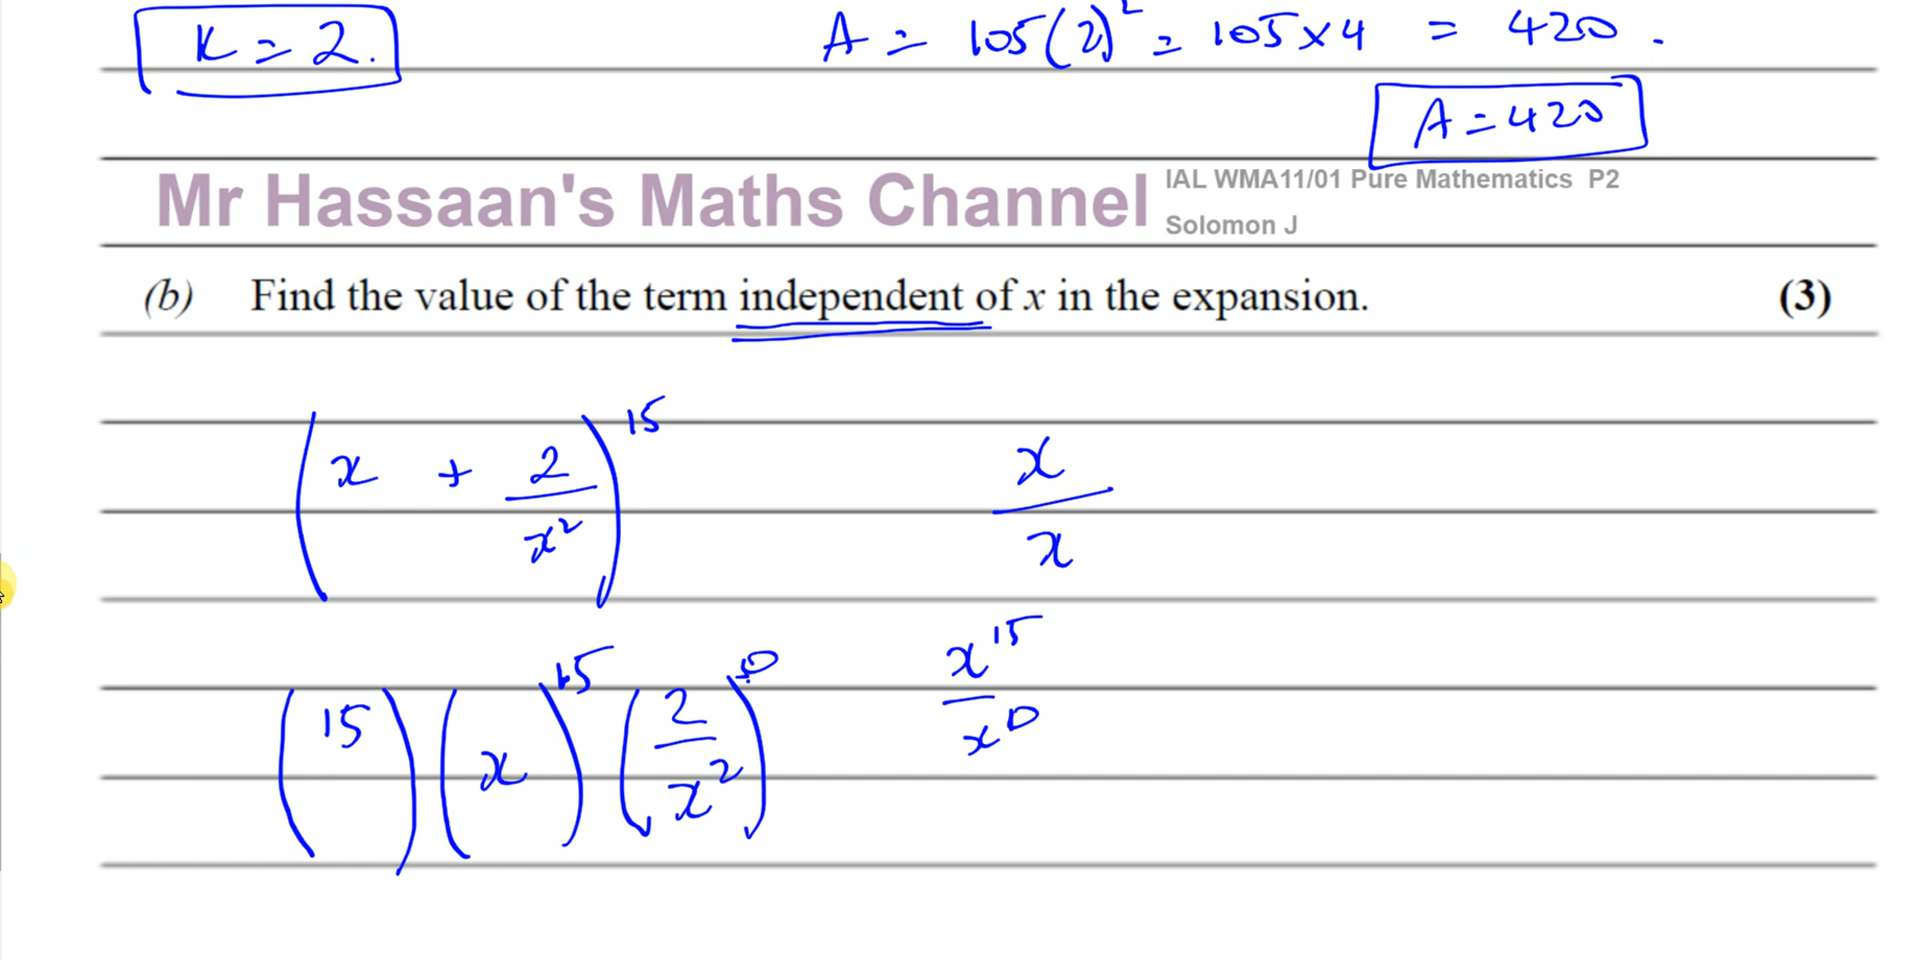 K = 2.
A = 105(2)² = 105 × 4 = 420.
A = 420
Mr Hassaan's Maths Channel
IAL WMA11/01 Pure Mathematics P2
Solomon J
(b) Find the value of the term independent of x in the expansion. (3)
(x + 2/x²)¹⁵
x/x
(15)(x)¹⁵(2/x²)⁰
x¹⁵/x⁰